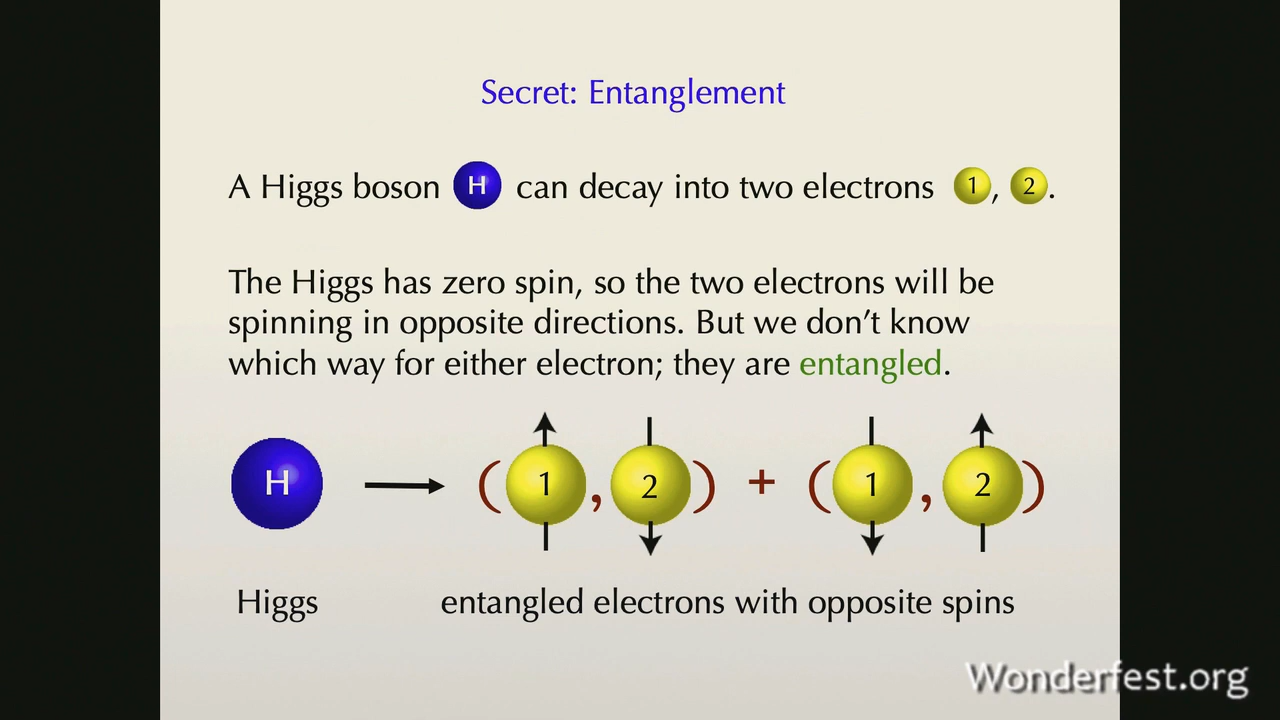 Secret: Entanglement
A Higgs boson H can decay into two electrons 1, 2.
The Higgs has zero spin, so the two electrons will be
spinning in opposite directions. But we don’t know
which way for either electron; they are entangled.
H ( 1 , 2 ) + ( 1 , 2 )
Higgs entangled electrons with opposite spins
Wonderfest.org